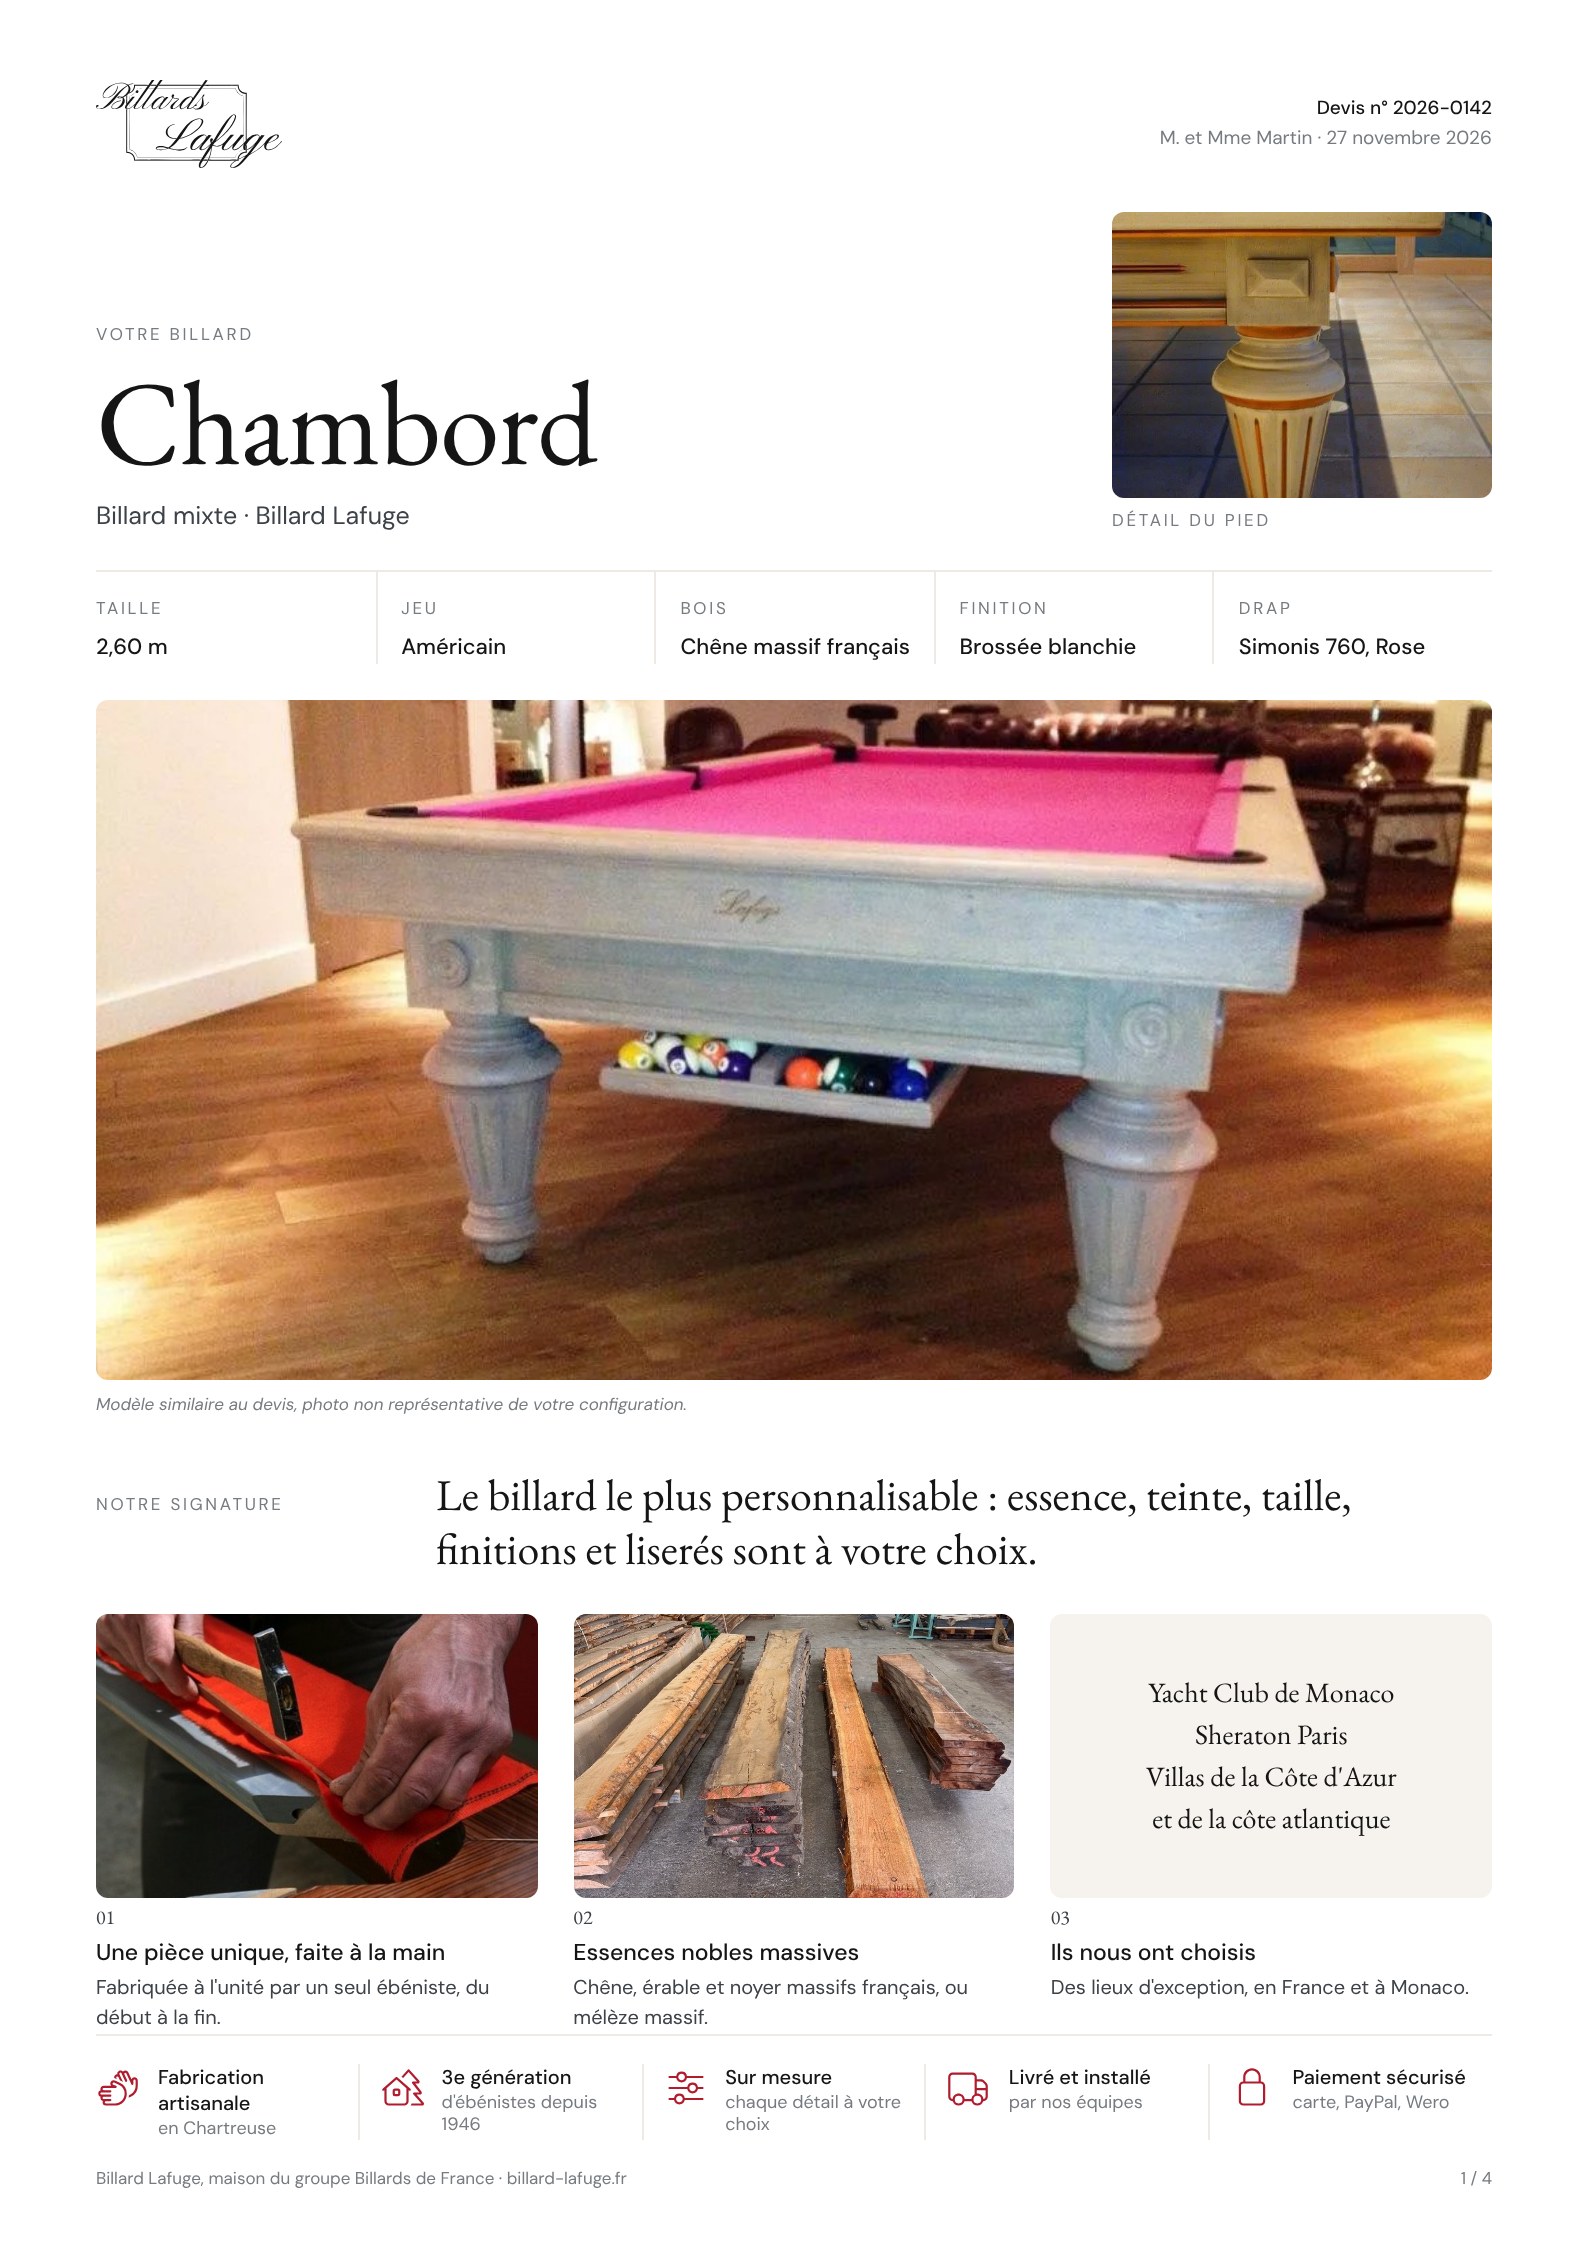 Billards
Lafuge
Devis n° 2026-0142
M. et Mme Martin · 27 novembre 2026
VOTRE BILLARD
Chambord
Billard mixte · Billard Lafuge
DÉTAIL DU PIED
TAILLE
2,60 m
JEU
Américain
BOIS
Chêne massif français
FINITION
Brossée blanchie
DRAP
Simonis 760, Rose
Lafuge
Modèle similaire au devis, photo non représentative de votre configuration.
NOTRE SIGNATURE
Le billard le plus personnalisable : essence, teinte, taille,
finitions et liserés sont à votre choix.
Yacht Club de Monaco
Sheraton Paris
Villas de la Côte d'Azur
et de la côte atlantique
01
Une pièce unique, faite à la main
Fabriquée à l'unité par un seul ébéniste, du
début à la fin.
02
Essences nobles massives
Chêne, érable et noyer massifs français, ou
mélèze massif.
03
Ils nous ont choisis
Des lieux d'exception, en France et à Monaco.
Fabrication
artisanale
en Chartreuse
3e génération
d'ébénistes depuis
1946
Sur mesure
chaque détail à votre
choix
Livré et installé
par nos équipes
Paiement sécurisé
carte, PayPal, Wero
Billard Lafuge, maison du groupe Billards de France · billard-lafuge.fr
1 / 4